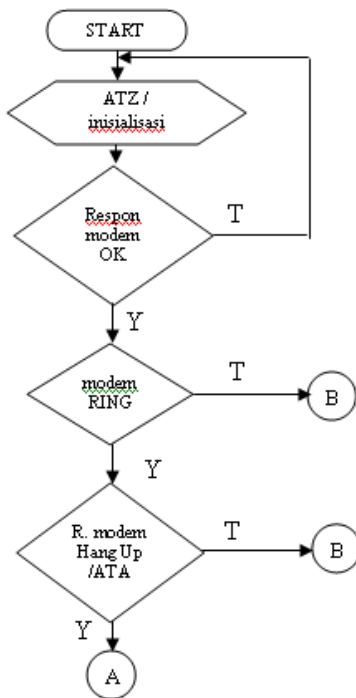 START
ATZ /
inisialisasi
Respon
modem
OK
T
Y
modem
RING
T
B
Y
R. modem
Hang Up
/ATA
T
B
Y
A